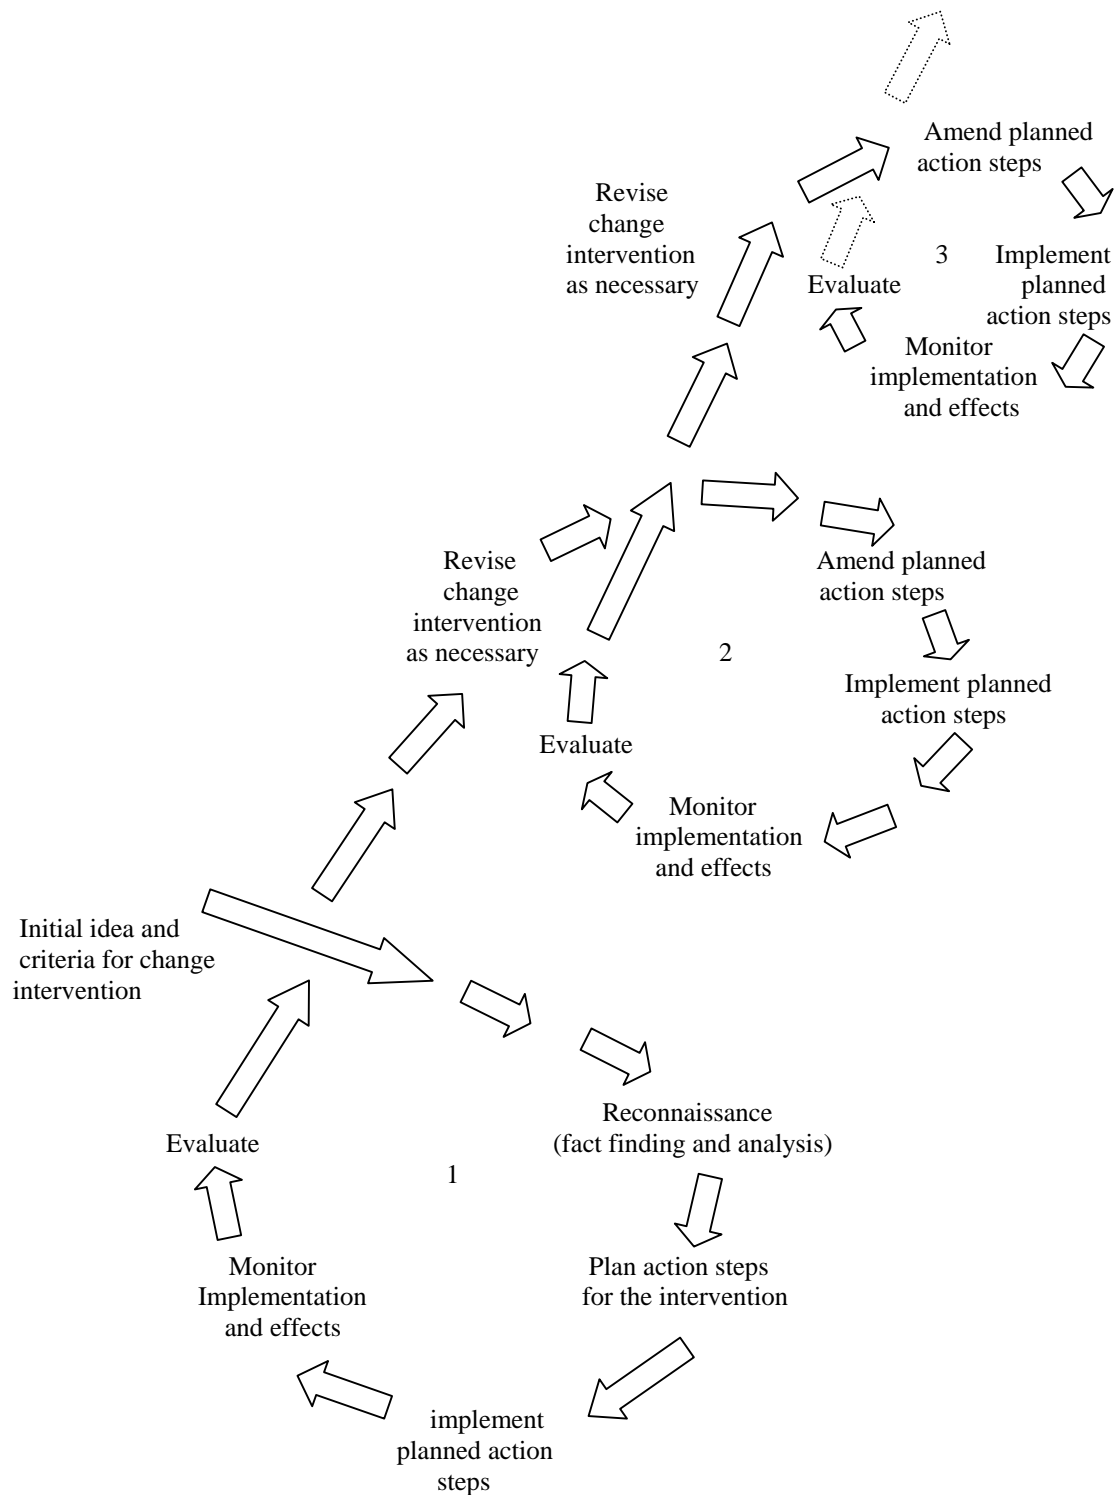 Amend planned
action steps
Revise
change
intervention
as necessary
3
Implement
planned
action steps
Evaluate
Monitor
implementation
and effects
Revise
change
intervention
as necessary
Amend planned
action steps
2
Implement planned
action steps
Evaluate
Monitor
implementation
and effects
Initial idea and
criteria for change
intervention
Reconnaissance
(fact finding and analysis)
Evaluate
1
Plan action steps
for the intervention
Monitor
Implementation
and effects
implement
planned action
steps